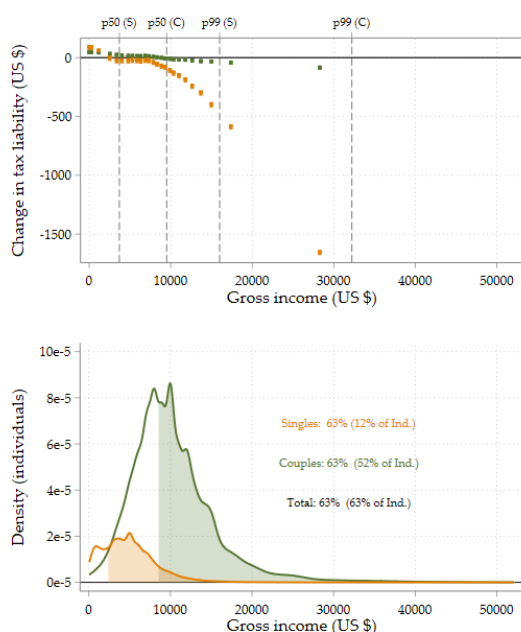 p50 (S) p50 (C) p99 (S) p99 (C)
Change in tax liability (US $)
0
-500
-1000
-1500
0 10000 20000 30000 40000 50000
Gross income (US $)
Density (individuals)
10e-5
8e-5
6e-5
4e-5
2e-5
0e-5
Singles: 63% (12% of Ind.)
Couples: 63% (52% of Ind.)
Total: 63% (63% of Ind.)
0 10000 20000 30000 40000 50000
Gross income (US $)